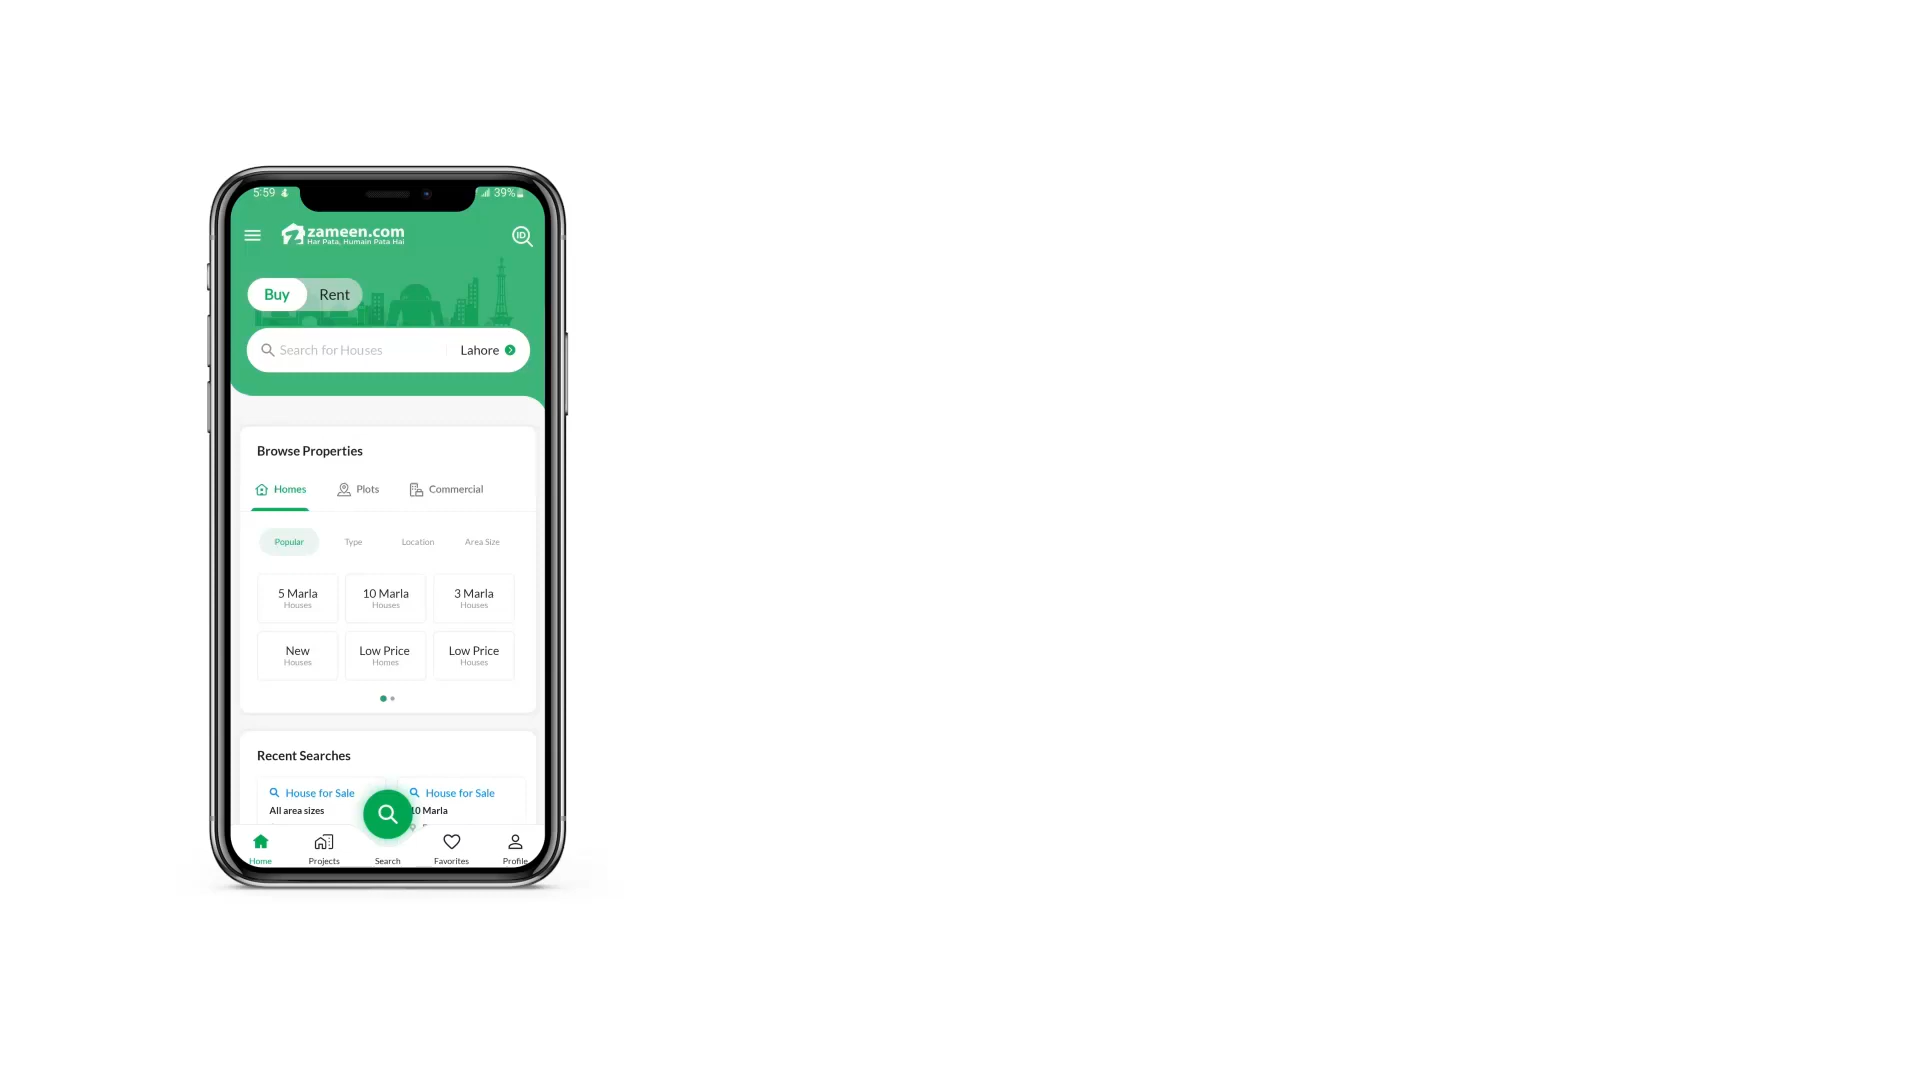 5:59
39%
zameen.com
Har Pata, Humain Pata Hai
ID
Buy Rent
Search for Houses Lahore
Browse Properties
Homes Plots Commercial
Popular Type Location Area Size
5 Marla 10 Marla 3 Marla
Houses Houses Houses
New Low Price Low Price
Houses Homes Houses
Recent Searches
House for Sale House for Sale
All area sizes 10 Marla
Home Projects Search Favorites Profile